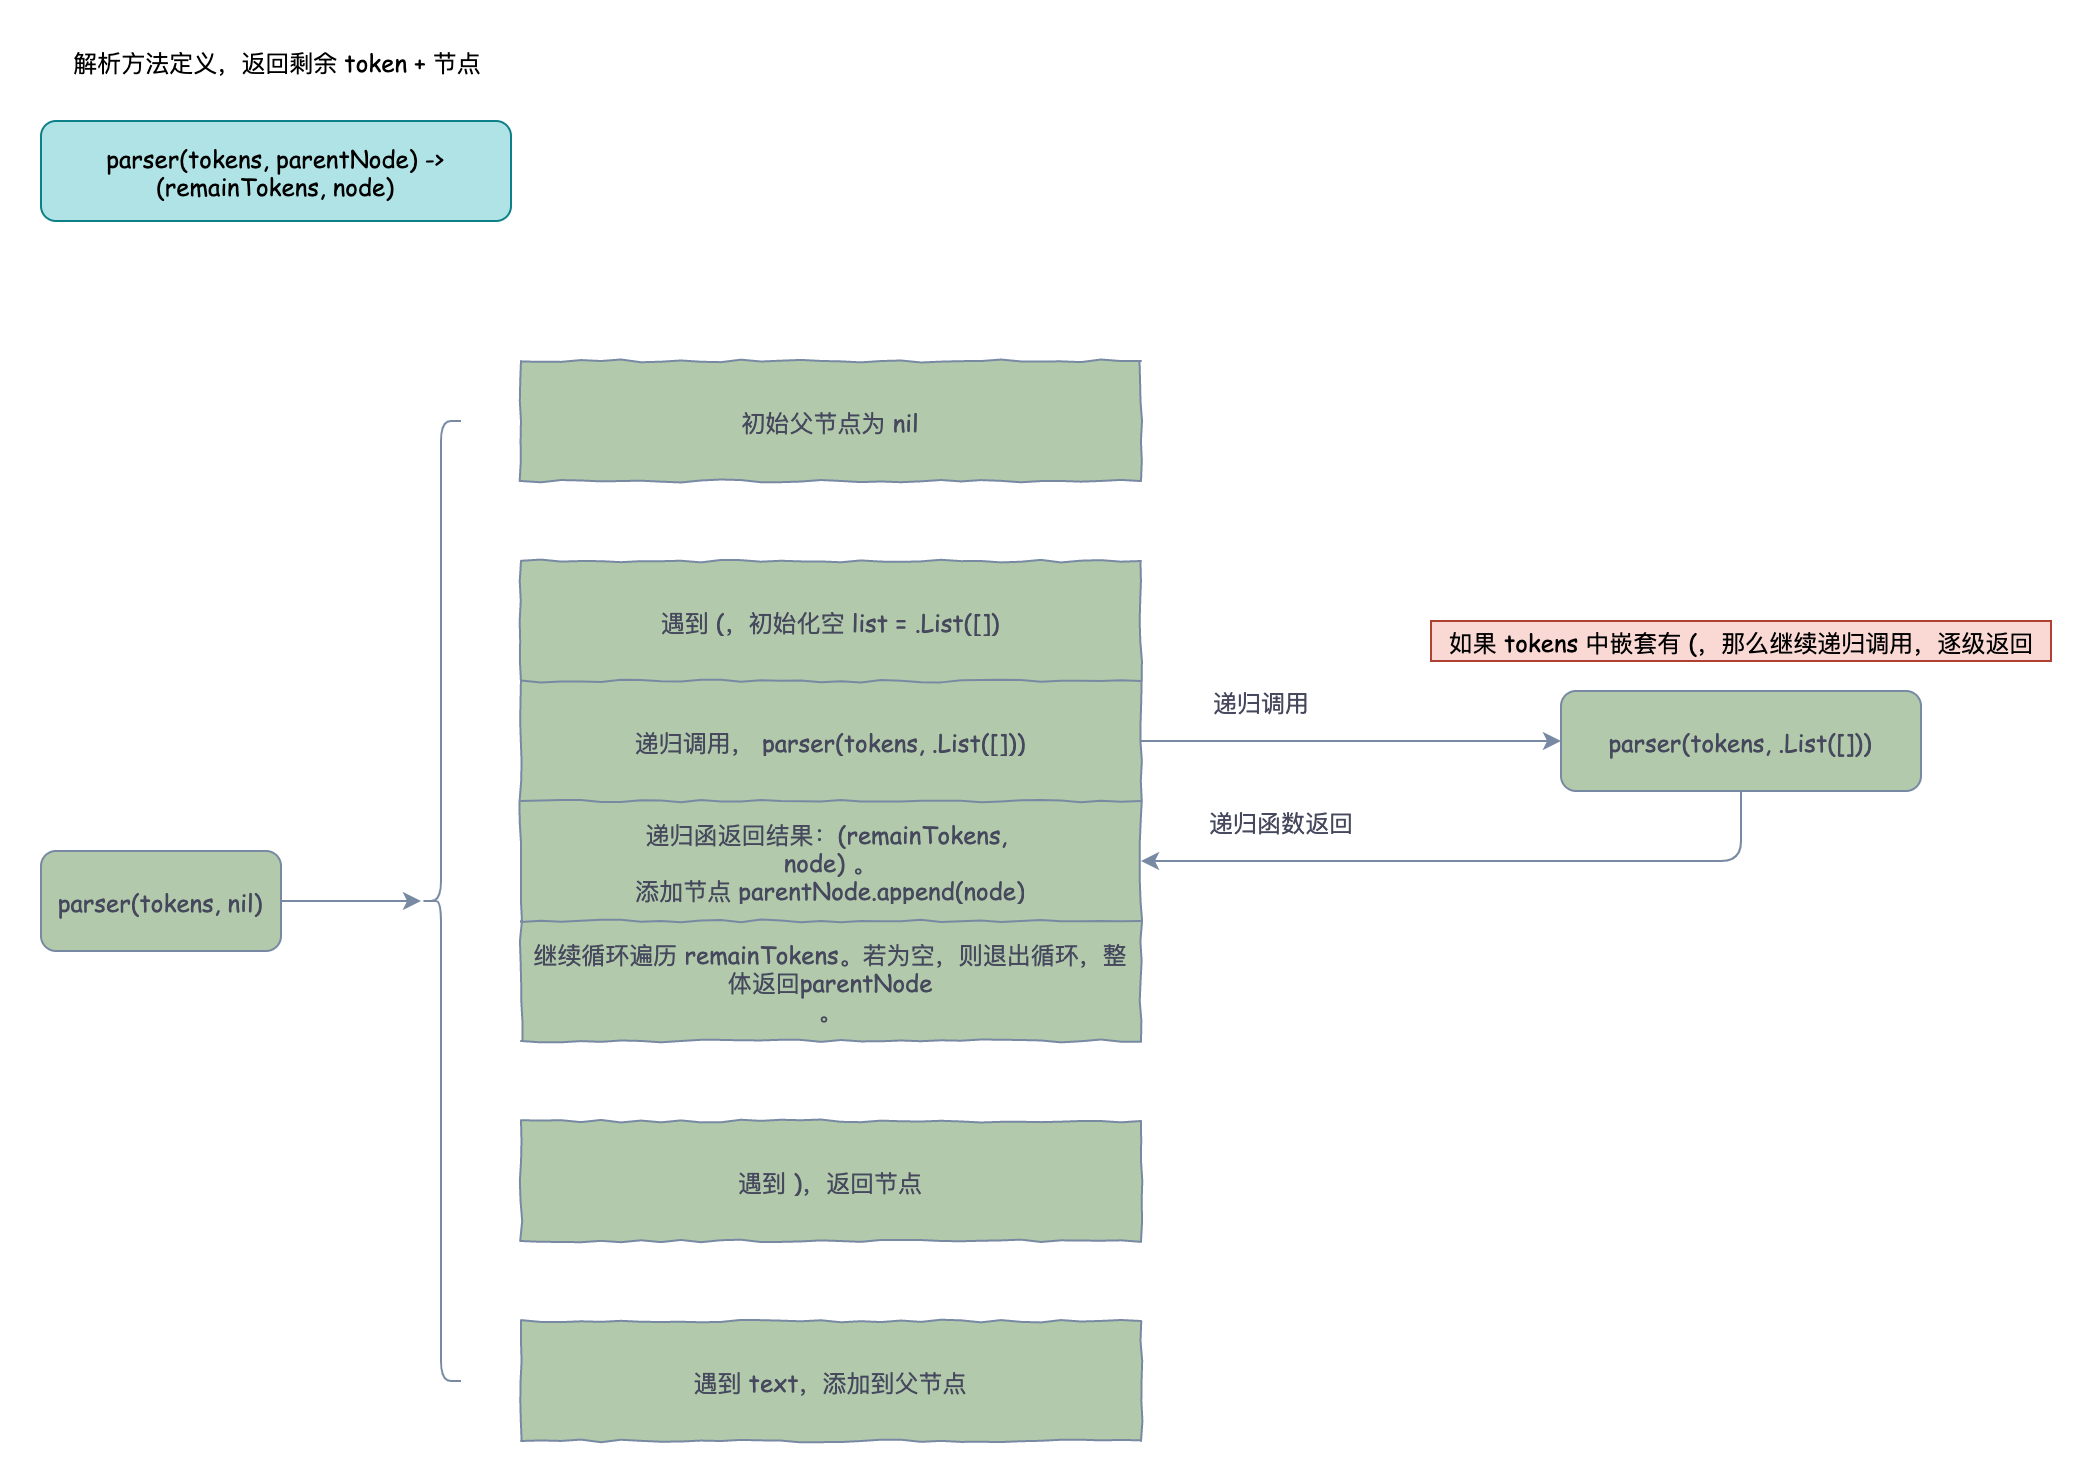 解析方法定义，返回剩余 token + 节点
parser(tokens, parentNode) ->
(remainTokens, node)
初始父节点为 nil
遇到 (，初始化空 list = .List([])
如果 tokens 中嵌套有 (，那么继续递归调用，逐级返回
递归调用
递归调用， parser(tokens, .List([]))
parser(tokens, .List([]))
递归函数返回
递归函返回结果：(remainTokens,
node) 。
添加节点 parentNode.append(node)
parser(tokens, nil)
继续循环遍历 remainTokens。若为空，则退出循环，整
体返回parentNode
。
遇到 )，返回节点
遇到 text，添加到父节点